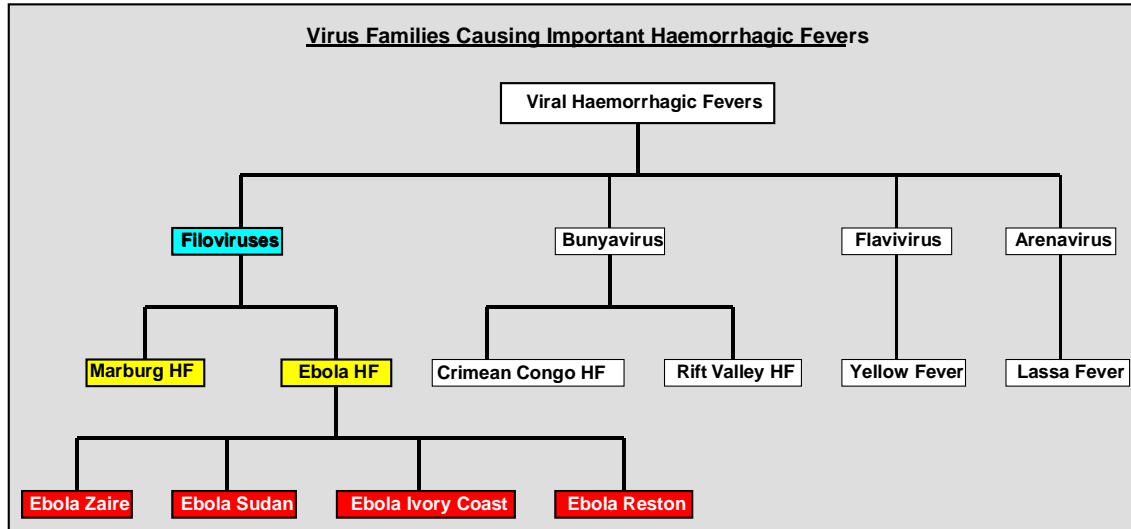 Virus Families Causing Important Haemorrhagic Fevers
Viral Haemorrhagic Fevers
Filoviruses
Bunyavirus
Flavivirus
Arenavirus
Marburg HF
Ebola HF
Crimean Congo HF
Rift Valley HF
Yellow Fever
Lassa Fever
Ebola Zaire
Ebola Sudan
Ebola Ivory Coast
Ebola Reston